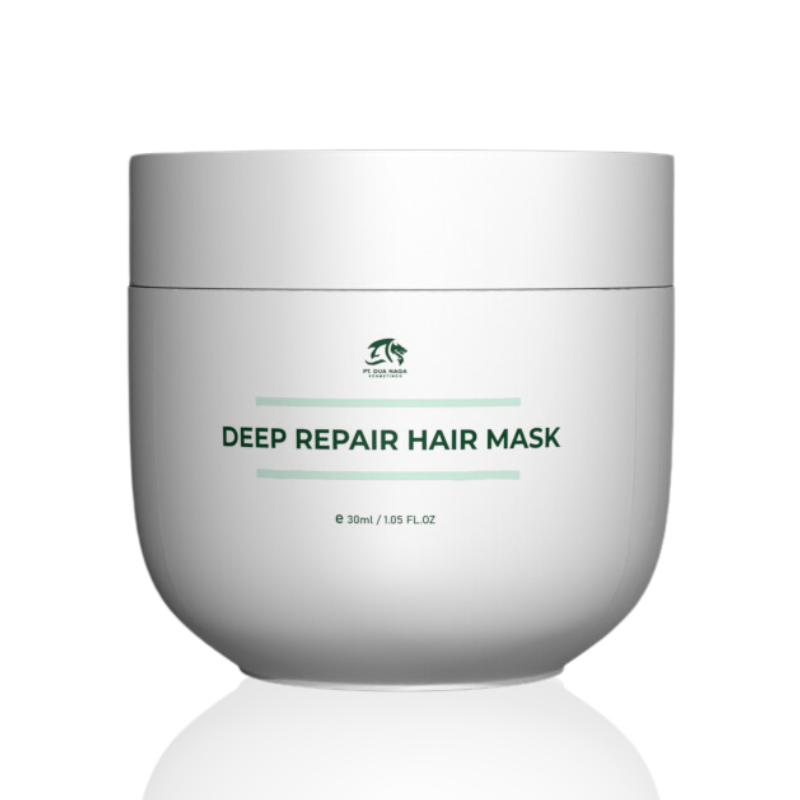 PT. DUA NAGA
KOSMETINDO
DEEP REPAIR HAIR MASK
e 30ml / 1.05 FL.OZ